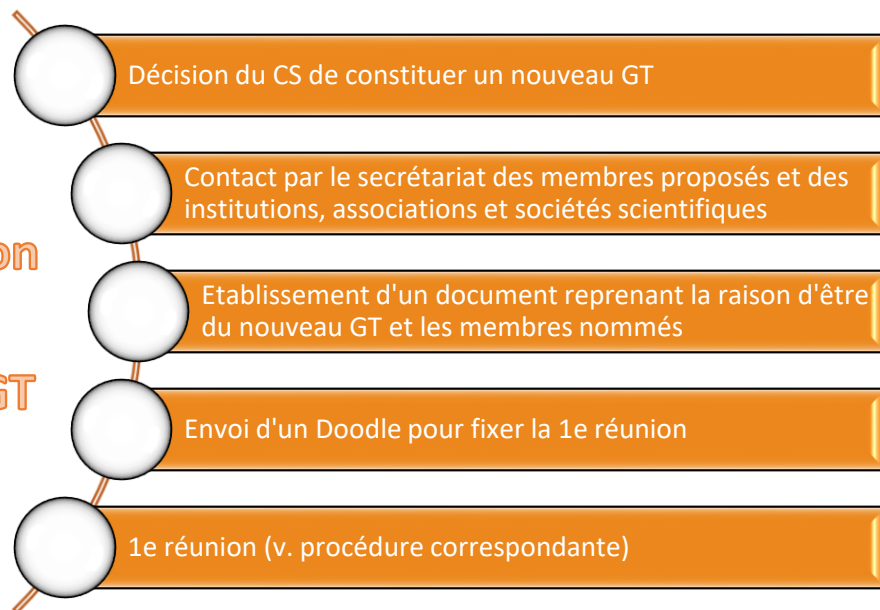 Décision du CS de constituer un nouveau GT
Contact par le secrétariat des membres proposés et des
institutions, associations et sociétés scientifiques
on
Etablissement d'un document reprenant la raison d'être
du nouveau GT et les membres nommés
GT
Envoi d'un Doodle pour fixer la 1e réunion
1e réunion (v. procédure correspondante)